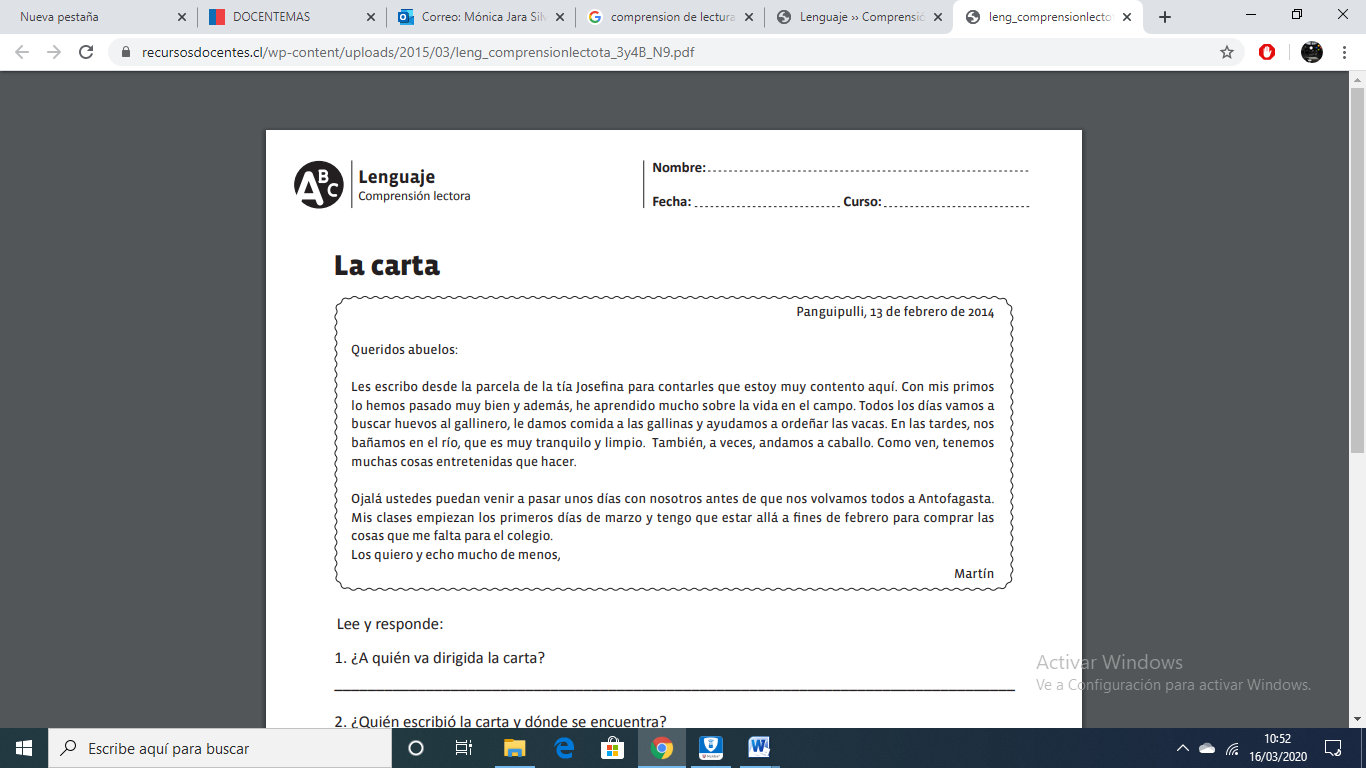 Nueva pestaña
DOCENTEMAS
Correo: Mónica Jara Sil
comprension de lectura
Lenguaje ›› Comprensió
leng_comprensionlectot
recursosdocentes.cl/wp-content/uploads/2015/03/leng_comprensionlectota_3y4B_N9.pdf
ABC
Lenguaje
Comprensión lectora
Nombre:
Fecha: Curso:
La carta
Panguipulli, 13 de febrero de 2014
Queridos abuelos:
Les escribo desde la parcela de la tía Josefina para contarles que estoy muy contento aquí. Con mis primos
lo hemos pasado muy bien y además, he aprendido mucho sobre la vida en el campo. Todos los días vamos a
buscar huevos al gallinero, le damos comida a las gallinas y ayudamos a ordeñar las vacas. En las tardes, nos
bañamos en el río, que es muy tranquilo y limpio. También, a veces, andamos a caballo. Como ven, tenemos
muchas cosas entretenidas que hacer.
Ojalá ustedes puedan venir a pasar unos días con nosotros antes de que nos volvamos todos a Antofagasta.
Mis clases empiezan los primeros días de marzo y tengo que estar allá a fines de febrero para comprar las
cosas que me falta para el colegio.
Los quiero y echo mucho de menos,
Martín
Lee y responde:
1. ¿A quién va dirigida la carta?
2. ¿Quién escribió la carta y dónde se encuentra?
Activar Windows
Ve a Configuración para activar Windows.
Escribe aquí para buscar
10:52
16/03/2020